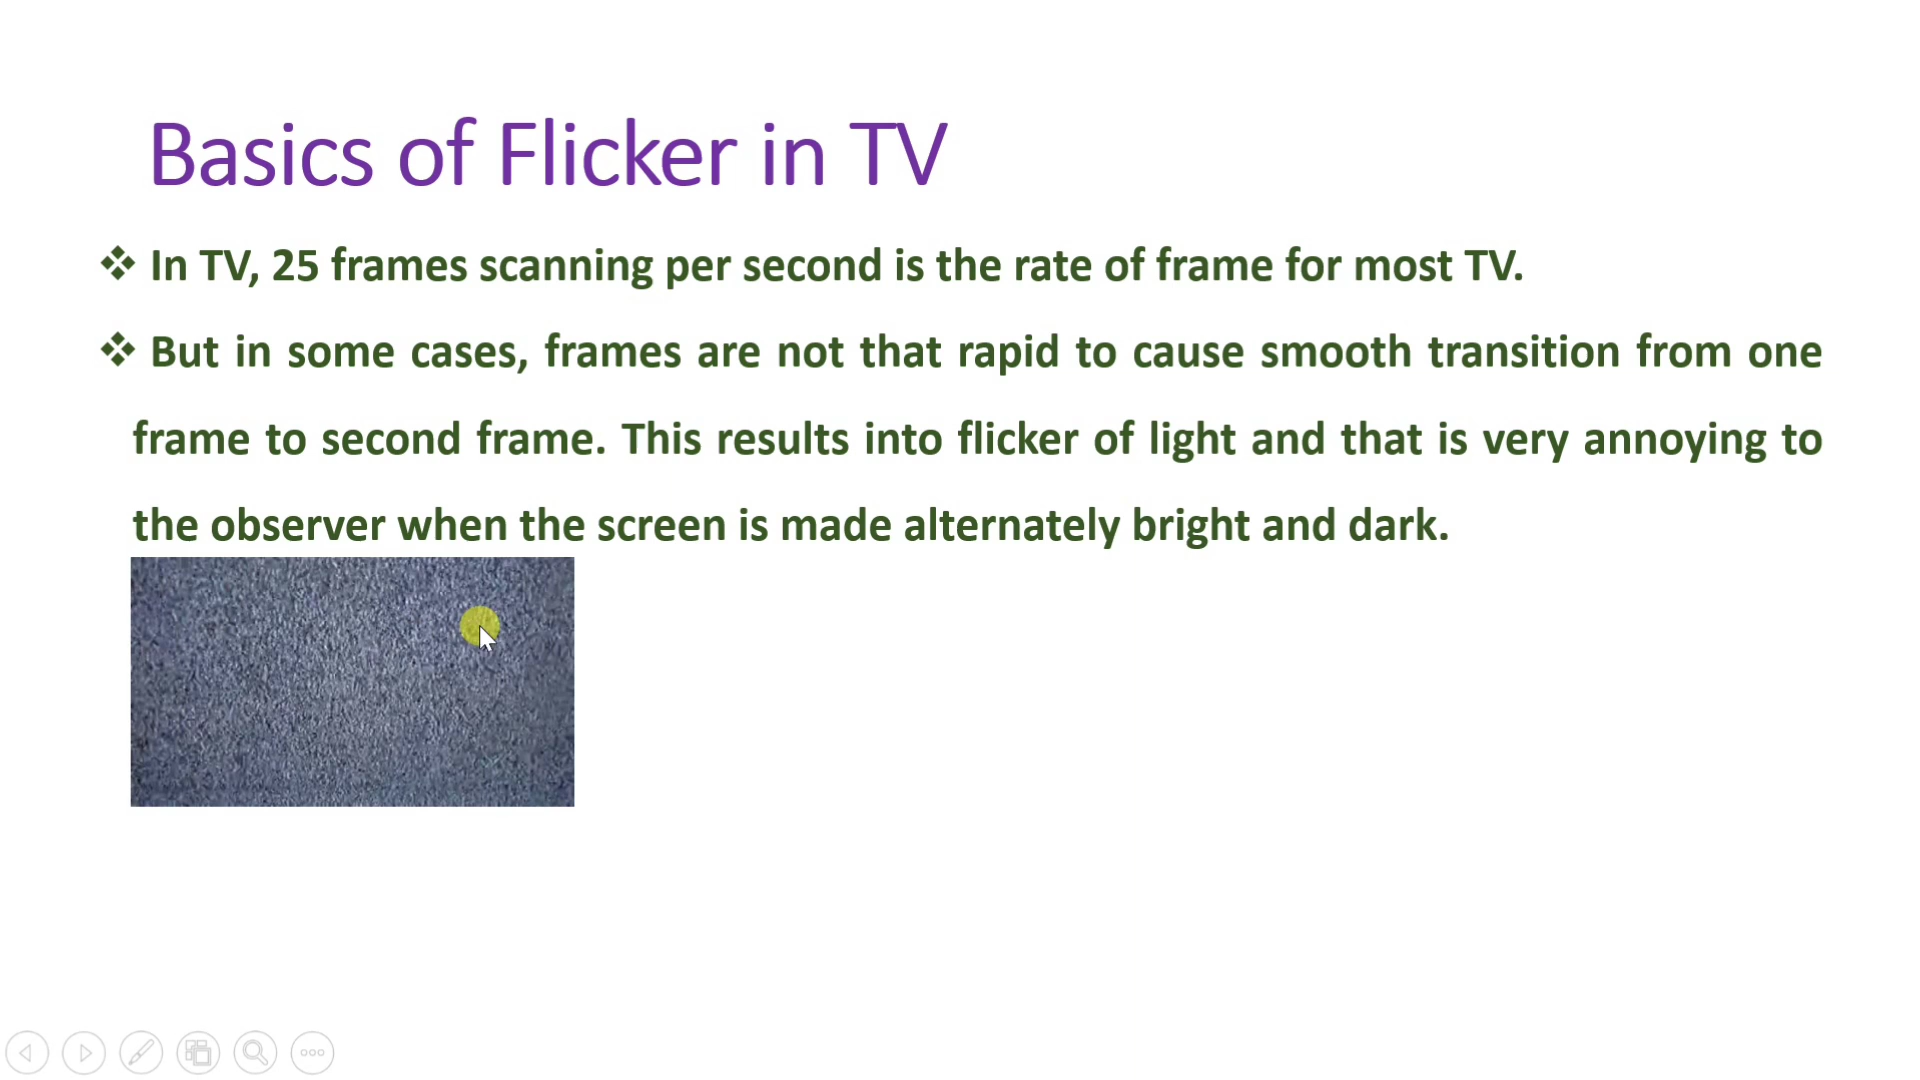 Basics of Flicker in TV
❖ In TV, 25 frames scanning per second is the rate of frame for most TV.
❖ But in some cases, frames are not that rapid to cause smooth transition from one
frame to second frame. This results into flicker of light and that is very annoying to
the observer when the screen is made alternately bright and dark.